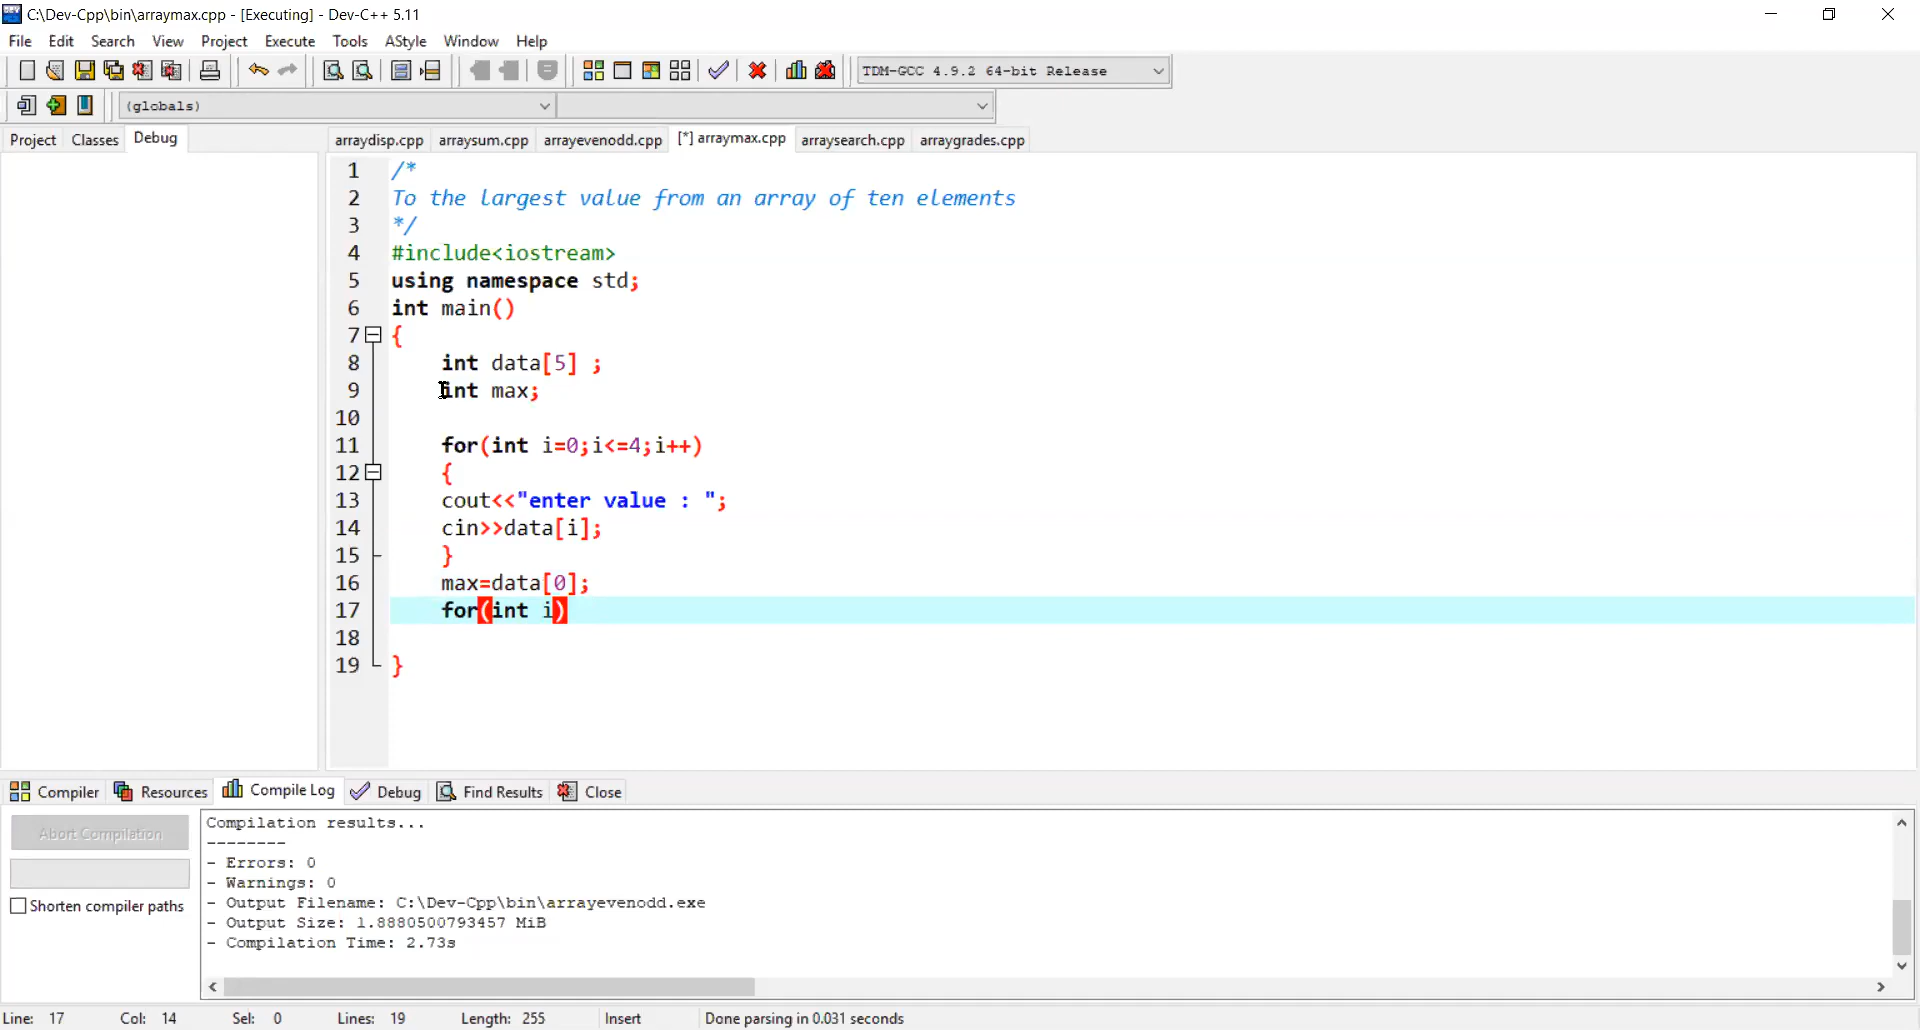 C:\Dev-Cpp\bin\arraymax.cpp - [Executing] - Dev-C++ 5.11
File Edit Search View Project Execute Tools AStyle Window Help
TDM-GCC 4.9.2 64-bit Release
(globals)
Project Classes Debug
arraydisp.cpp arraysum.cpp arrayevenodd.cpp [*] arraymax.cpp arraysearch.cpp arraygrades.cpp
1 /*
2 To the largest value from an array of ten elements
3 */
4 #include<iostream>
5 using namespace std;
6 int main()
7 {
8 int data[5] ;
9 int max;
10
11 for(int i=0;i<=4;i++)
12 {
13 cout<<"enter value : ";
14 cin>>data[i];
15 }
16 max=data[0];
17 for(int i)
18
19 }
Compiler Resources Compile Log Debug Find Results Close
Abort Compilation
Shorten compiler paths
Compilation results...
--------
- Errors: 0
- Warnings: 0
- Output Filename: C:\Dev-Cpp\bin\arrayevenodd.exe
- Output Size: 1.8880500793457 MiB
- Compilation Time: 2.73s
Line: 17 Col: 14 Sel: 0 Lines: 19 Length: 255 Insert Done parsing in 0.031 seconds